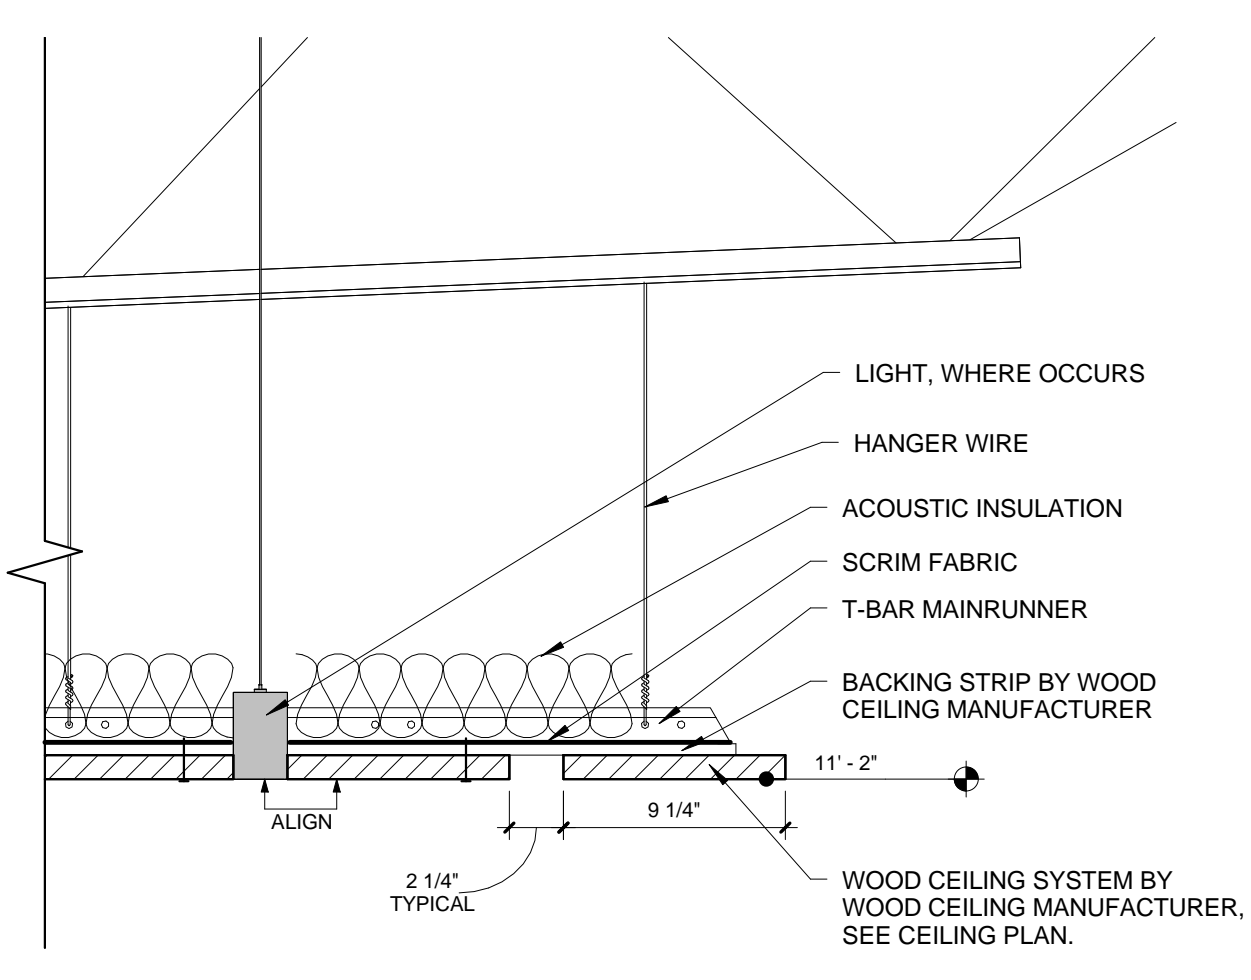 LIGHT, WHERE OCCURS
HANGER WIRE
ACOUSTIC INSULATION
SCRIM FABRIC
T-BAR MAINRUNNER
BACKING STRIP BY WOOD
CEILING MANUFACTURER
11' - 2"
9 1/4"
ALIGN
2 1/4"
TYPICAL
WOOD CEILING SYSTEM BY
WOOD CEILING MANUFACTURER,
SEE CEILING PLAN.